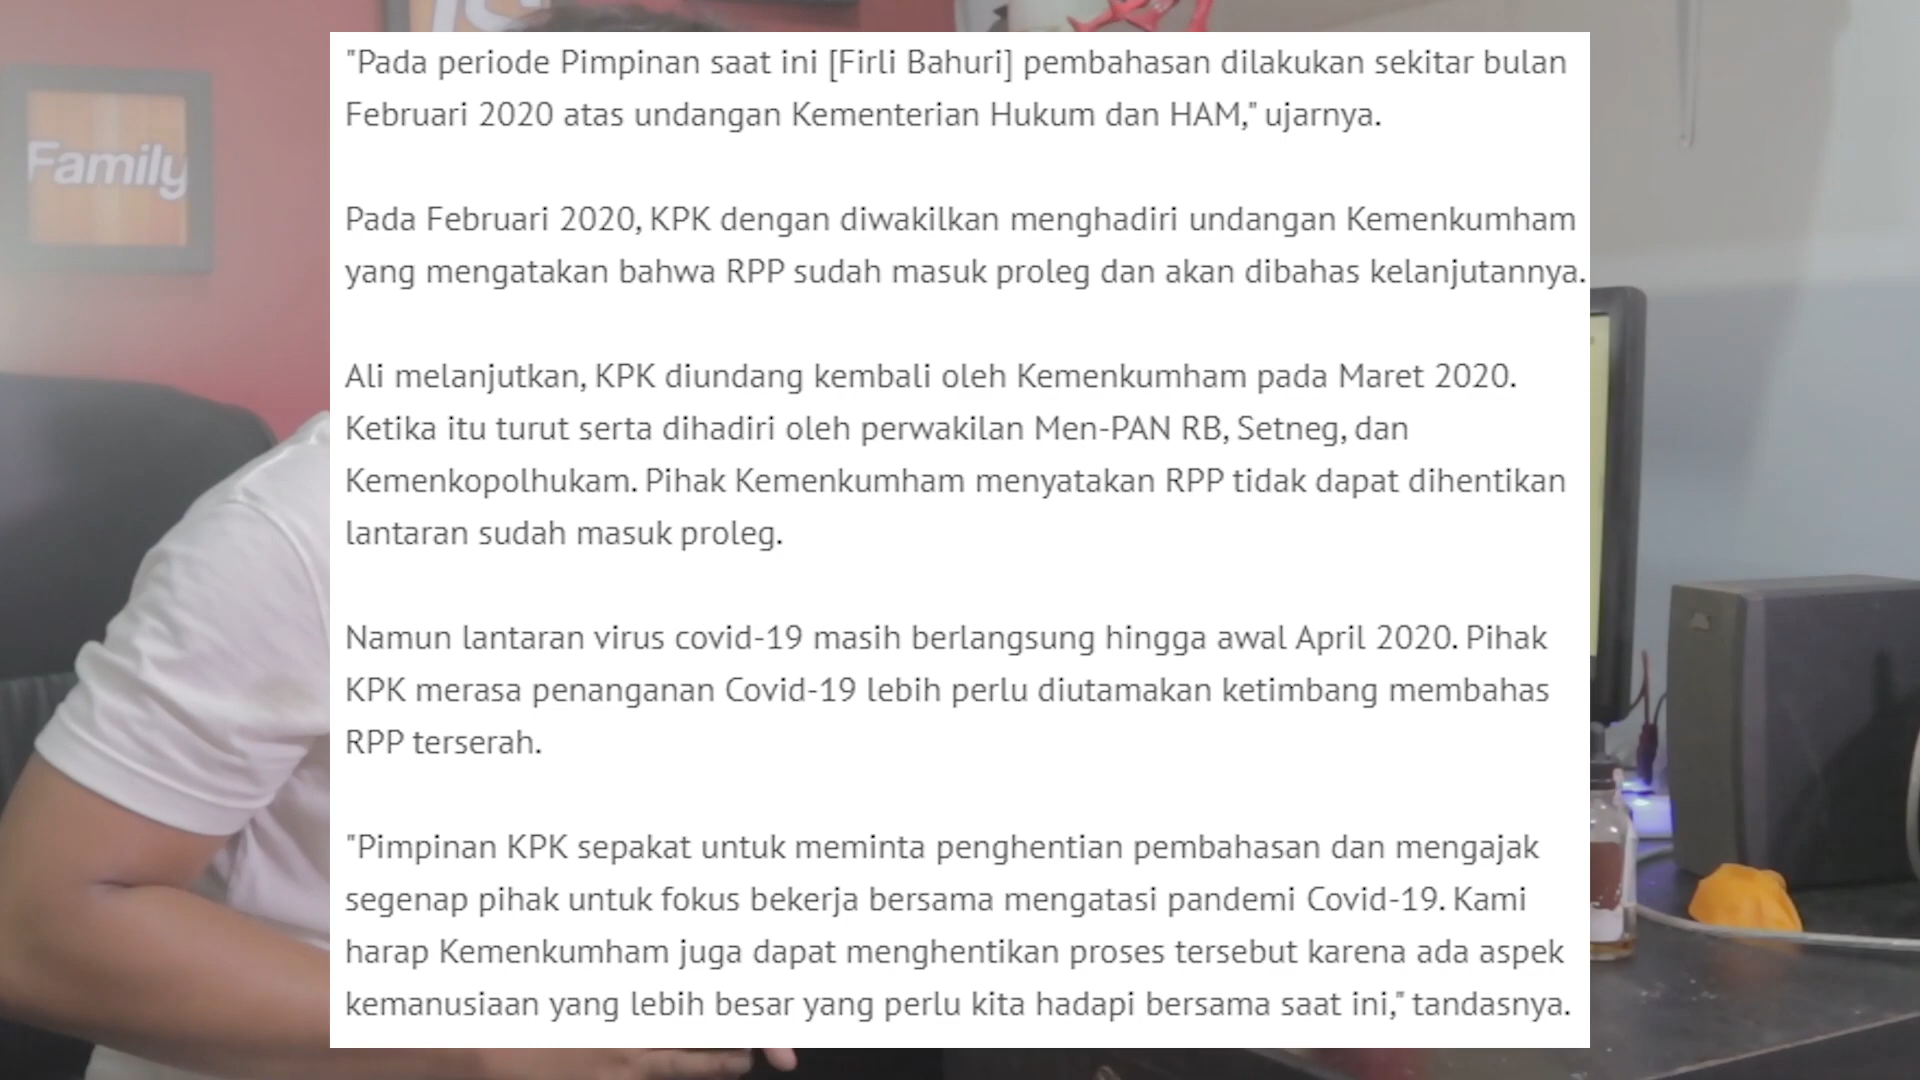 Family
"Pada periode Pimpinan saat ini [Firli Bahuri] pembahasan dilakukan sekitar bulan
Februari 2020 atas undangan Kementerian Hukum dan HAM," ujarnya.
Pada Februari 2020, KPK dengan diwakilkan menghadiri undangan Kemenkumham
yang mengatakan bahwa RPP sudah masuk proleg dan akan dibahas kelanjutannya.
Ali melanjutkan, KPK diundang kembali oleh Kemenkumham pada Maret 2020.
Ketika itu turut serta dihadiri oleh perwakilan Men-PAN RB, Setneg, dan
Kemenkopolhukam. Pihak Kemenkumham menyatakan RPP tidak dapat dihentikan
lantaran sudah masuk proleg.
Namun lantaran virus covid-19 masih berlangsung hingga awal April 2020. Pihak
KPK merasa penanganan Covid-19 lebih perlu diutamakan ketimbang membahas
RPP terserah.
"Pimpinan KPK sepakat untuk meminta penghentian pembahasan dan mengajak
segenap pihak untuk fokus bekerja bersama mengatasi pandemi Covid-19. Kami
harap Kemenkumham juga dapat menghentikan proses tersebut karena ada aspek
kemanusiaan yang lebih besar yang perlu kita hadapi bersama saat ini," tandasnya.